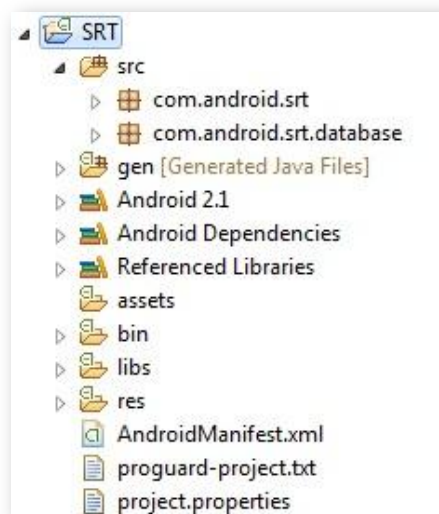 SRT
src
com.android.srt
com.android.srt.database
gen [Generated Java Files]
Android 2.1
Android Dependencies
Referenced Libraries
assets
bin
libs
res
AndroidManifest.xml
proguard-project.txt
project.properties